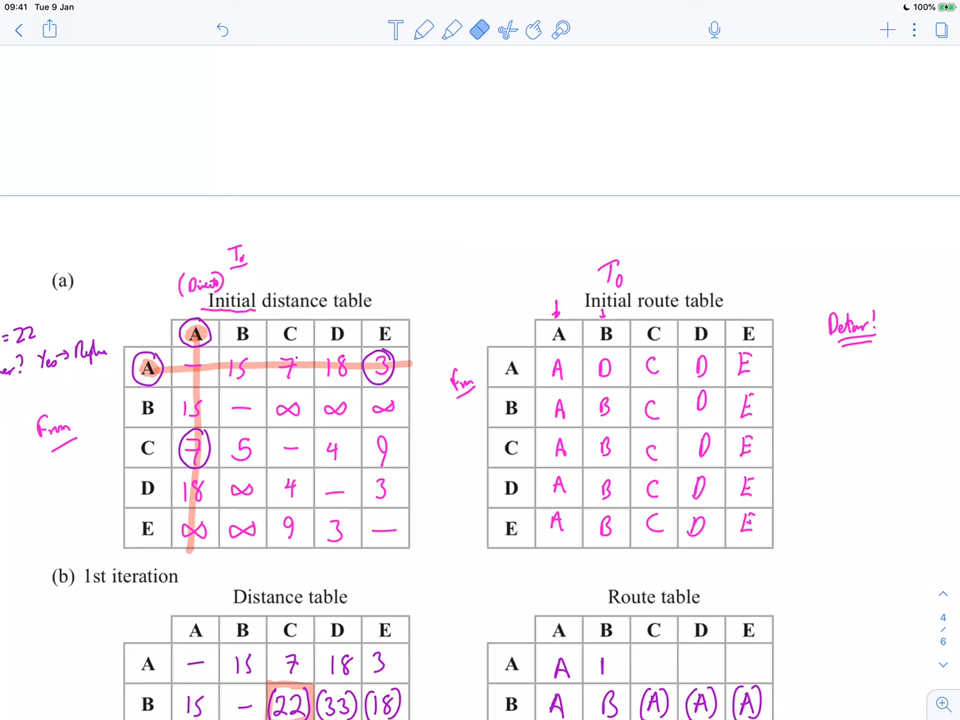 09:41 Tue 9 Jan 100%
(a)
To
(Direct)
Initial distance table
A B C D E
A – 15 7 18 3
B 15 – ∞ ∞ ∞
C 7 5 – 4 9
D 18 ∞ 4 – 3
E ∞ ∞ 9 3 –
= 22
? Yes →
From
To
Initial route table
A B C D E
A A D C D E
B A B C D E
C A B C D E
D A B C D E
E A B C D E
From
Detour!
(b) 1st iteration
Distance table
A B C D E
A – 15 7 18 3
B 15 – (22) (33) (18)
Route table
A B C D E
A A
B A B (A) (A) (A)
4
/
6